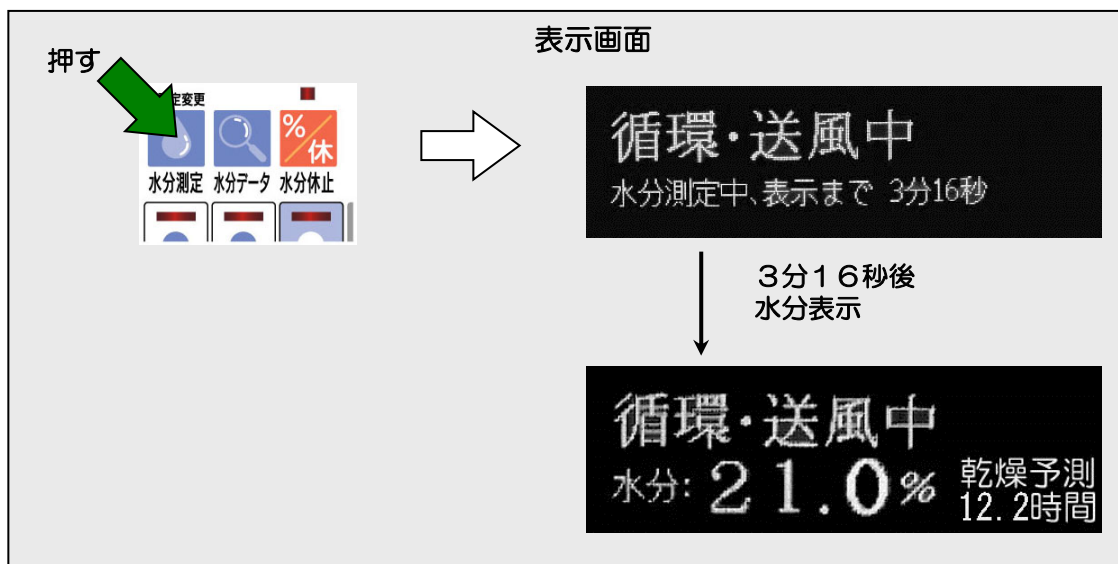 表示画面
押す
定変更
%/休
水分測定 水分データ 水分休止
循環・送風中
水分測定中、表示まで 3分16秒
3分16秒後
水分表示
循環・送風中
水分: 21.0% 乾燥予測
12.2時間